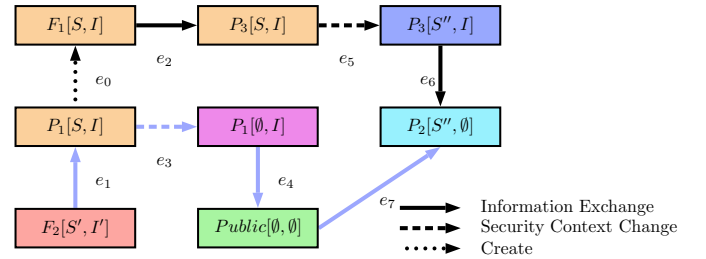 F₁[S, I]
P₃[S'', I]
P₃[S, I]
e₂
e₅
e₀
e₆
P₁[S, I]
P₁[∅, I]
P₂[S'', ∅]
e₃
e₁
e₄
e₇
F₂[S', I']
Public[∅, ∅]
Information Exchange
Security Context Change
Create